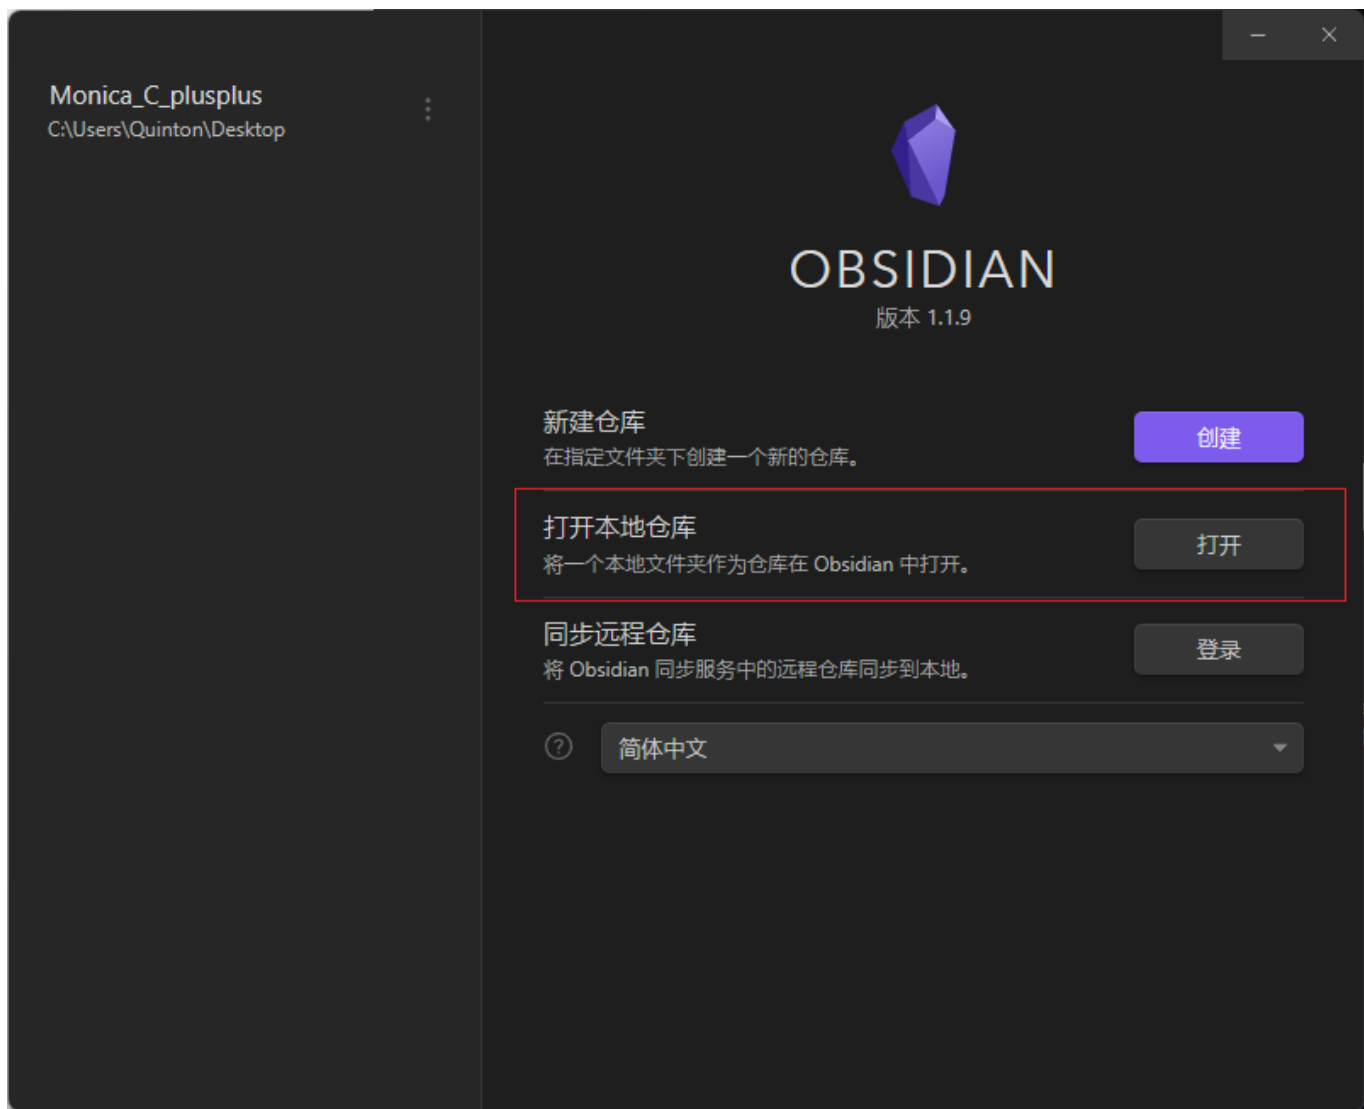 Monica_C_plusplus
C:\Users\Quinton\Desktop
OBSIDIAN
版本 1.1.9
新建仓库
在指定文件夹下创建一个新的仓库。
创建
打开本地仓库
将一个本地文件夹作为仓库在 Obsidian 中打开。
打开
同步远程仓库
将 Obsidian 同步服务中的远程仓库同步到本地。
登录
简体中文